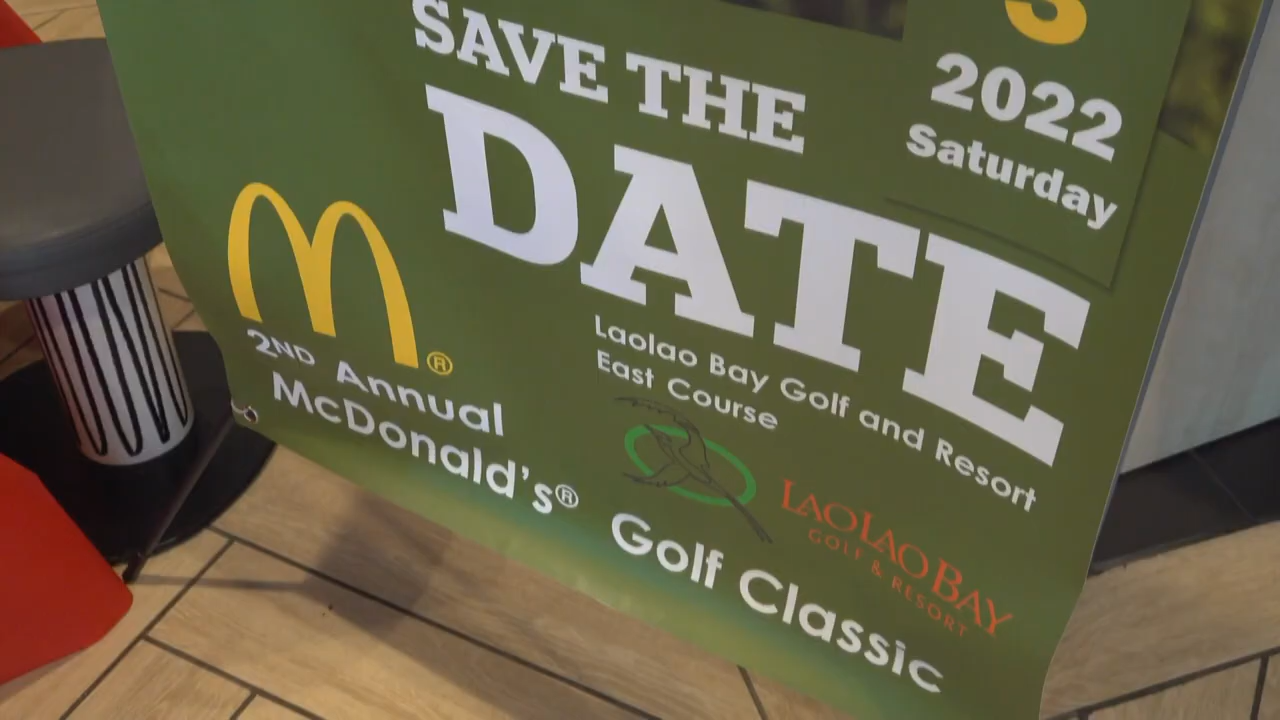 SAVE THE
DATE
2022
Saturday
Laolao Bay Golf and Resort
East Course
LAOLAO BAY
GOLF
& RESORT
®
2ND Annual
McDonald's® Golf Classic